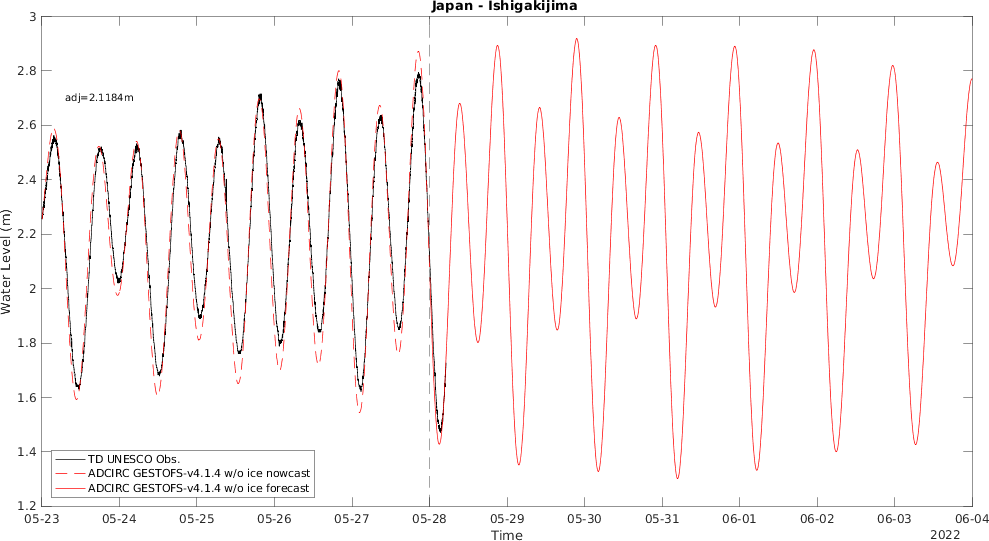 Japan - Ishigakijima
3
2.8
2.6
2.4
2.2
2
1.8
1.6
1.4
1.2
Water Level (m)
adj=2.1184m
TD UNESCO Obs.
ADCIRC GESTOFS-v4.1.4 w/o ice nowcast
ADCIRC GESTOFS-v4.1.4 w/o ice forecast
05-23 05-24 05-25 05-26 05-27 05-28 05-29 05-30 05-31 06-01 06-02 06-03 06-04
Time
2022